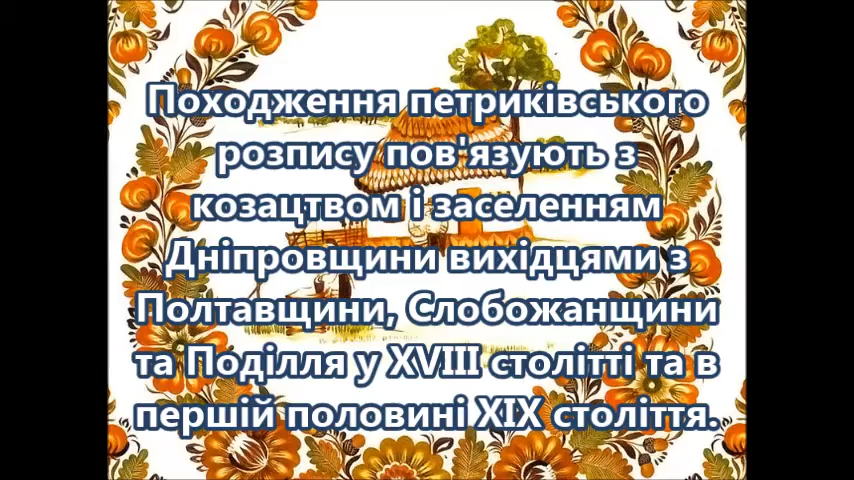 Походження петриківського
розпису пов'язують з
козацтвом і заселенням
Дніпровщини вихідцями з
Полтавщини, Слобожанщини
та Поділля у XVIII столітті та в
першій половині XIX століття.